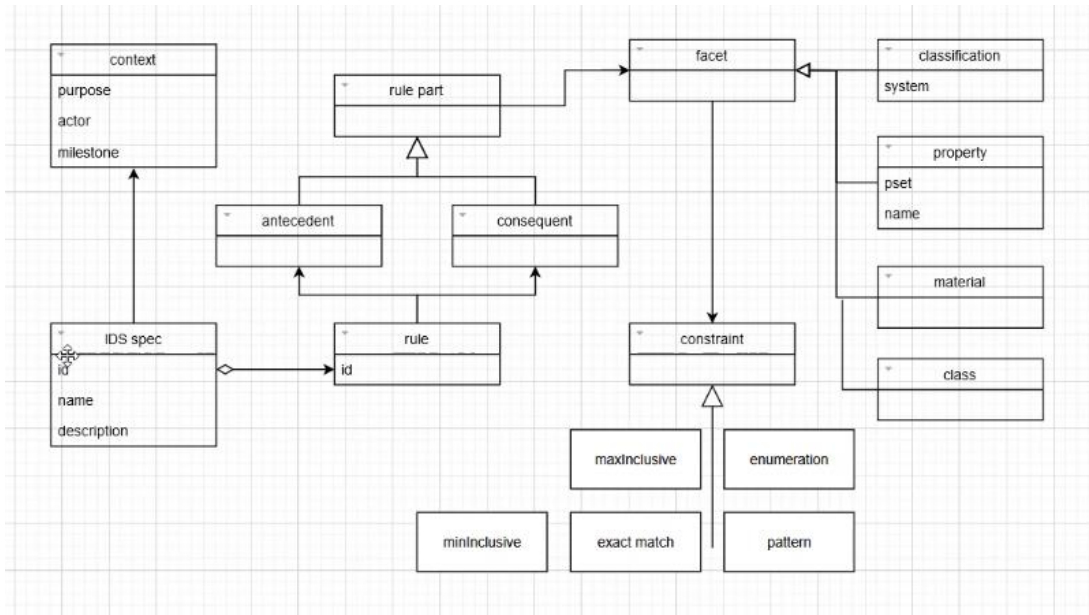 context
purpose
actor
milestone
rule part
facet
classification
system
property
pset
name
antecedent
consequent
material
IDS spec
id
name
description
rule
id
constraint
class
maxInclusive
enumeration
minInclusive
exact match
pattern